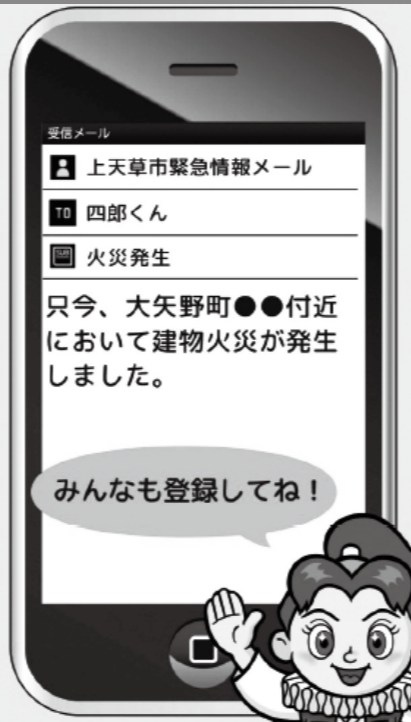 受信メール
上天草市緊急情報メール
TO 四郎くん
SUB 火災発生
只今、大矢野町●●付近
において建物火災が発生
しました。
みんなも登録してね！